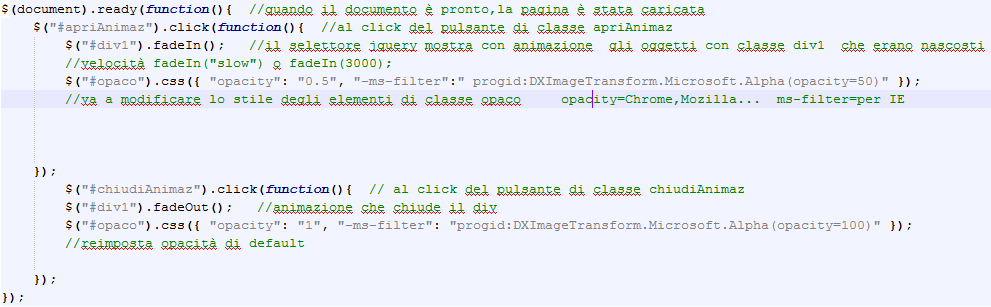 $(document).ready(function(){  //quando il documento è pronto,la pagina è stata caricata
    $("#apriAnimaz").click(function(){  //al click del pulsante di classe apriAnimaz
        $("#div1").fadeIn();   //il selettore jquery mostra con animazione  gli oggetti con classe div1  che erano nascosti
        //velocità fadeIn("slow") o fadeIn(3000);
        $("#opaco").css({ "opacity": "0.5", "-ms-filter":" progid:DXImageTransform.Microsoft.Alpha(opacity=50)" });
        //va a modificare lo stile degli elementi di classe opaco     opacity=Chrome,Mozilla...  ms-filter=per IE
    });
        $("#chiudiAnimaz").click(function(){  // al click del pulsante di classe chiudiAnimaz
        $("#div1").fadeOut();   //animazione che chiude il div
        $("#opaco").css({ "opacity": "1", "-ms-filter": "progid:DXImageTransform.Microsoft.Alpha(opacity=100)" });
        //reimposta opacità di default
    });
});